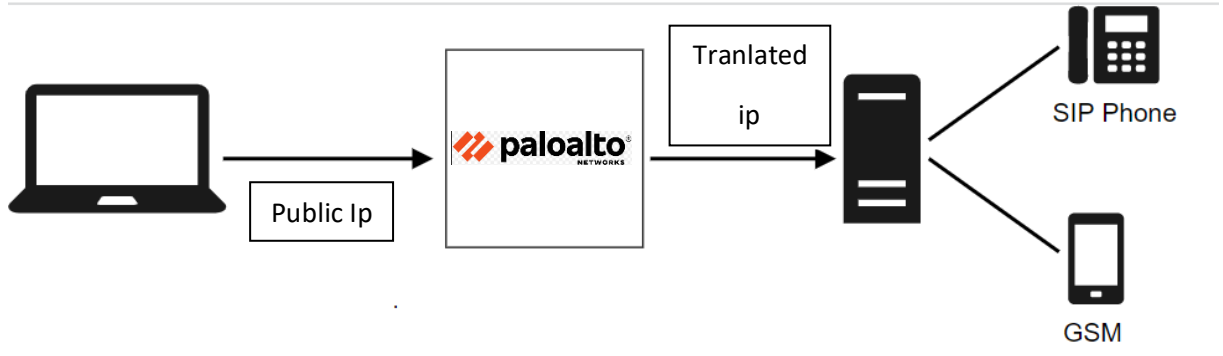 Tranlated
ip
SIP Phone
paloalto®
NETWORKS
Public Ip
GSM